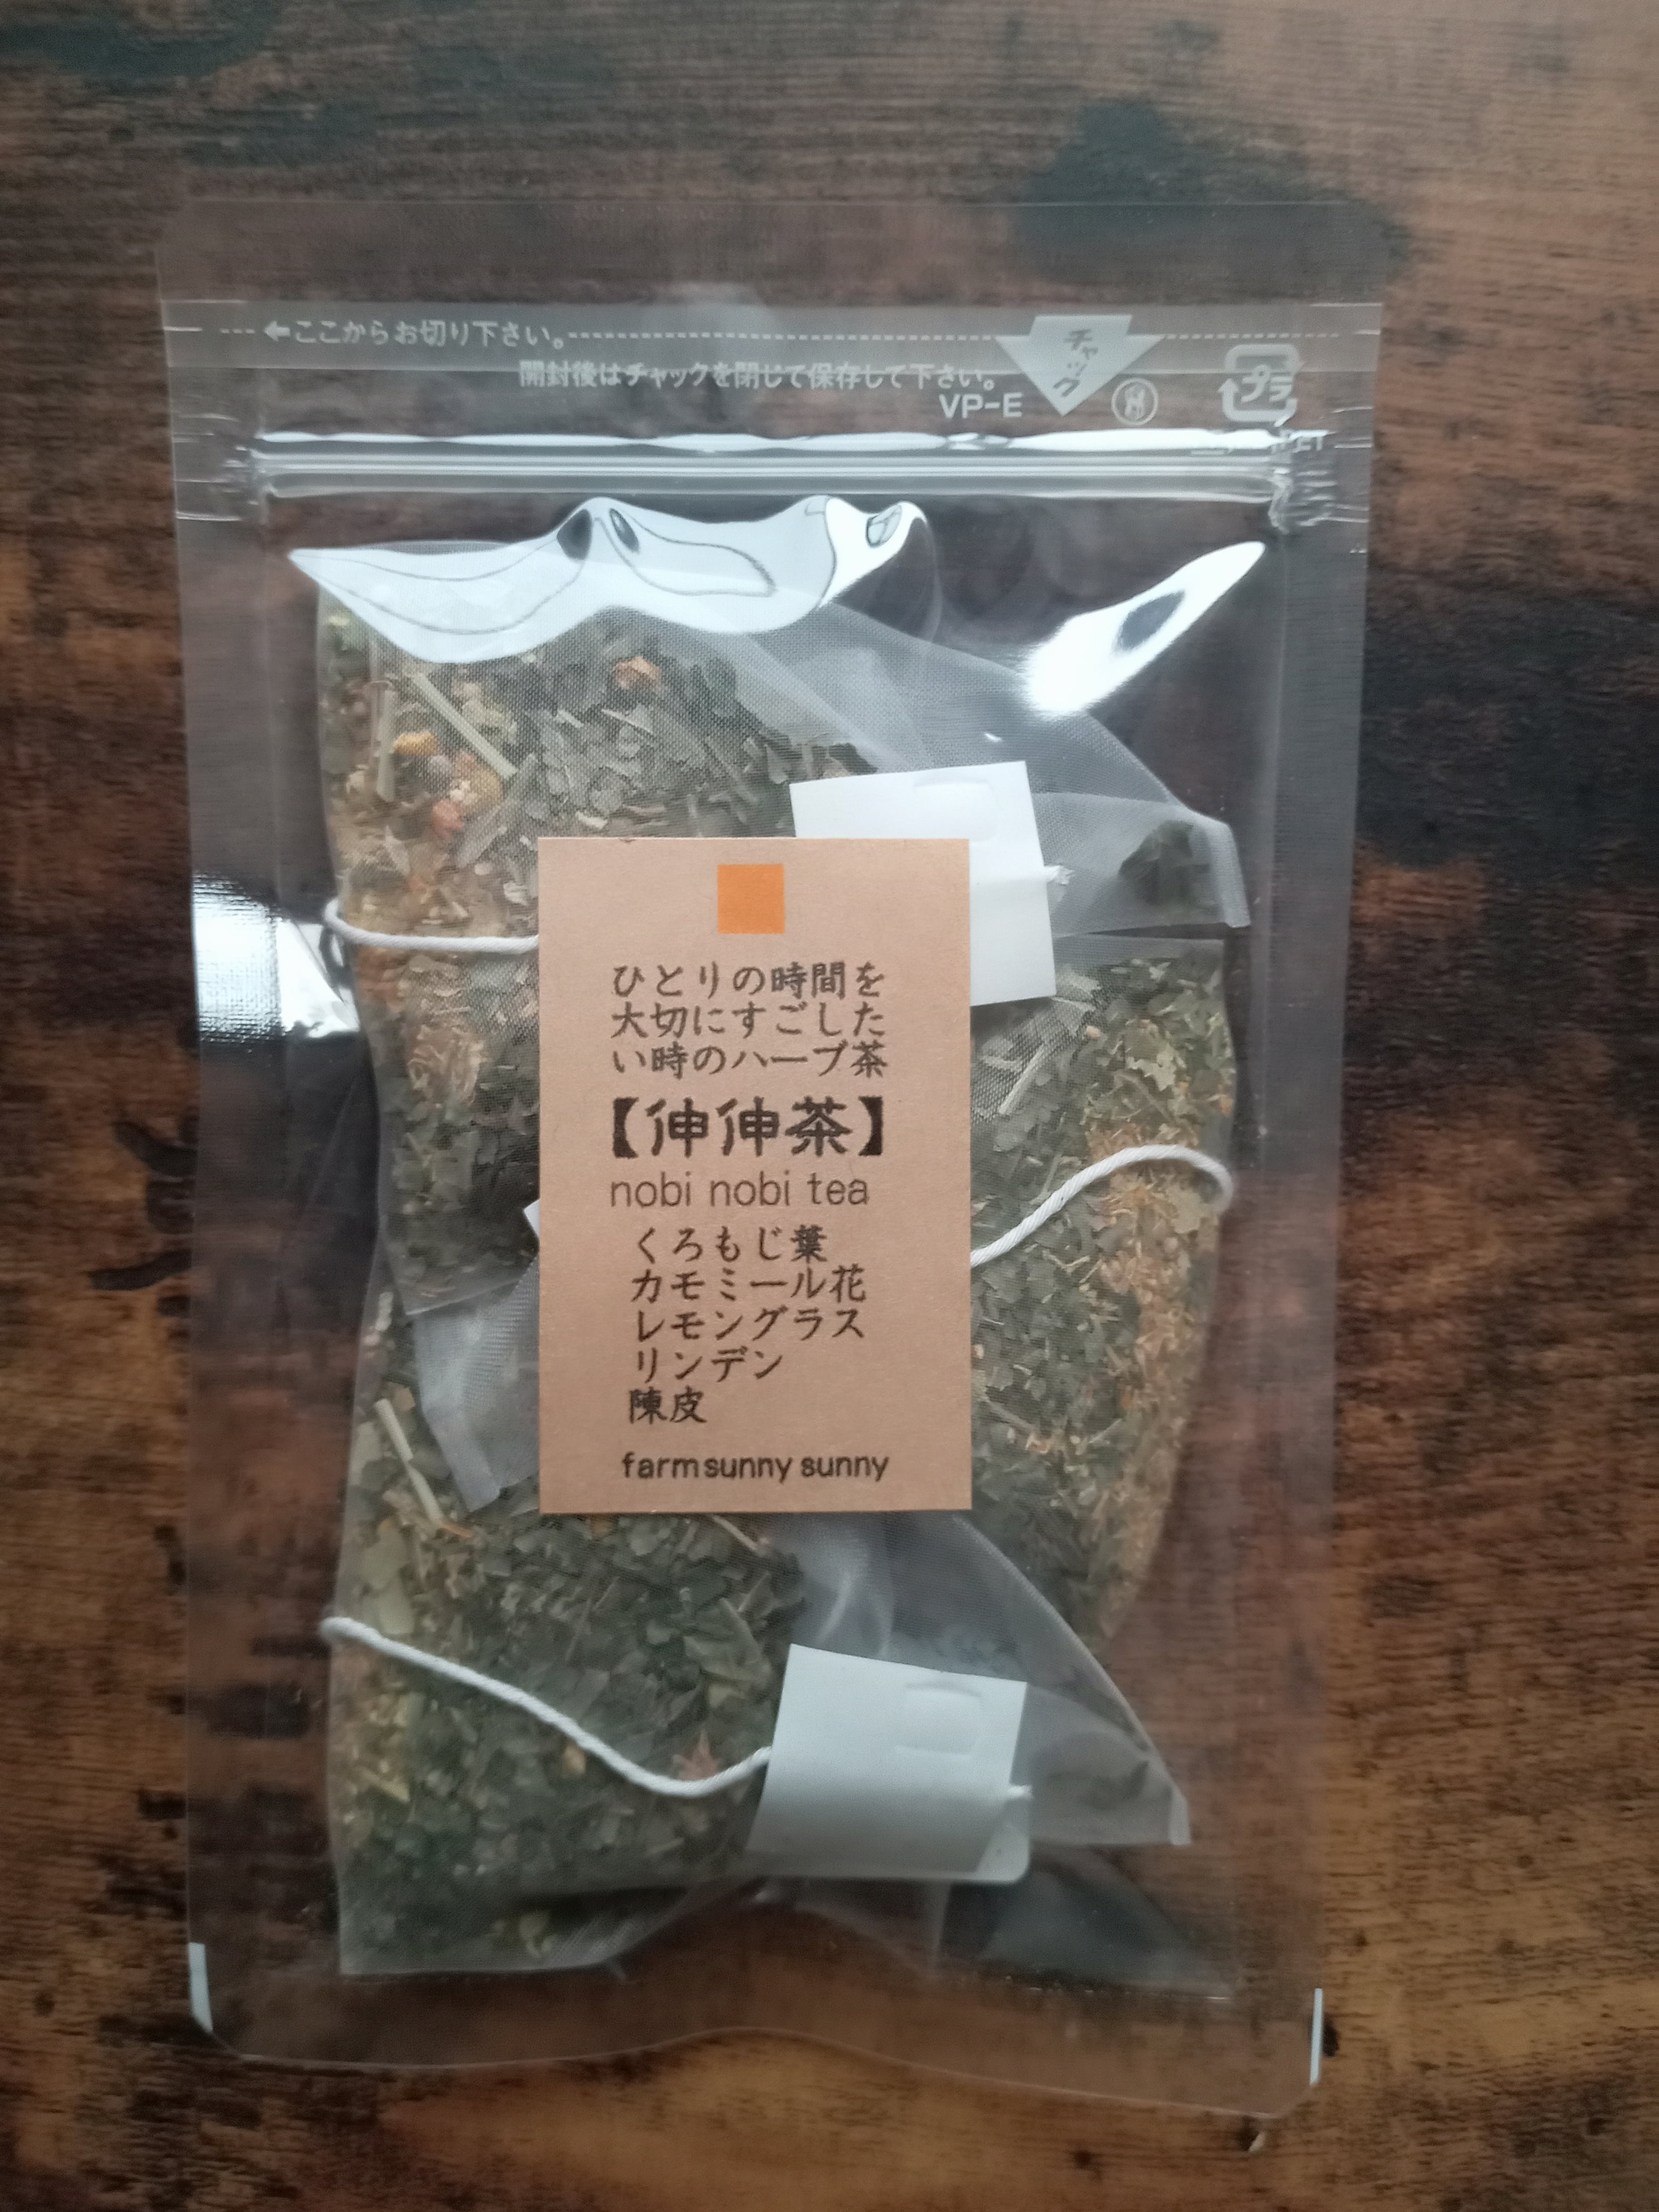 ここからお切り下さい。
開封後はチャックを閉じて保存して下さい。
VP-E
チャック
プラ
ひとりの時間を
大切にすごした
い時のハーブ茶
【伸伸茶】
nobi nobi tea
くろもじ葉
カモミール花
レモングラス
リンデン
陳皮
farm sunny sunny